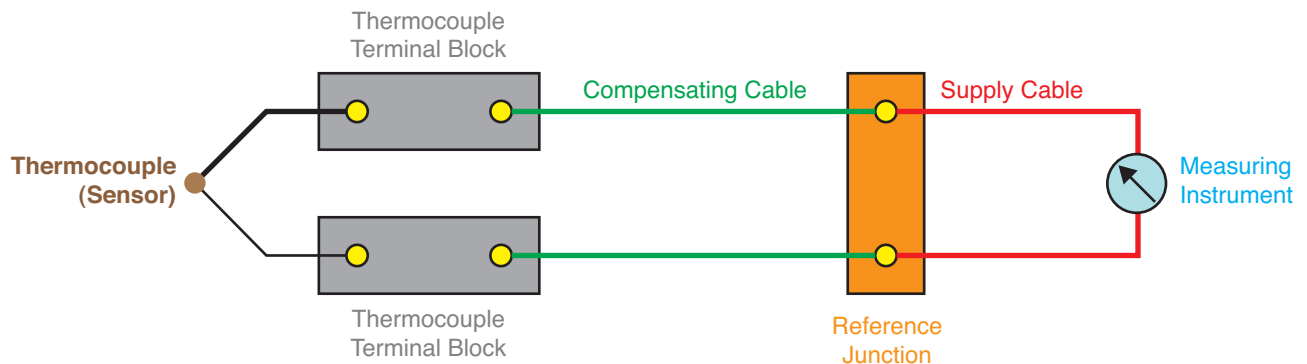 Thermocouple
Terminal Block
Compensating Cable
Supply Cable
Thermocouple
(Sensor)
Measuring
Instrument
Thermocouple
Terminal Block
Reference
Junction